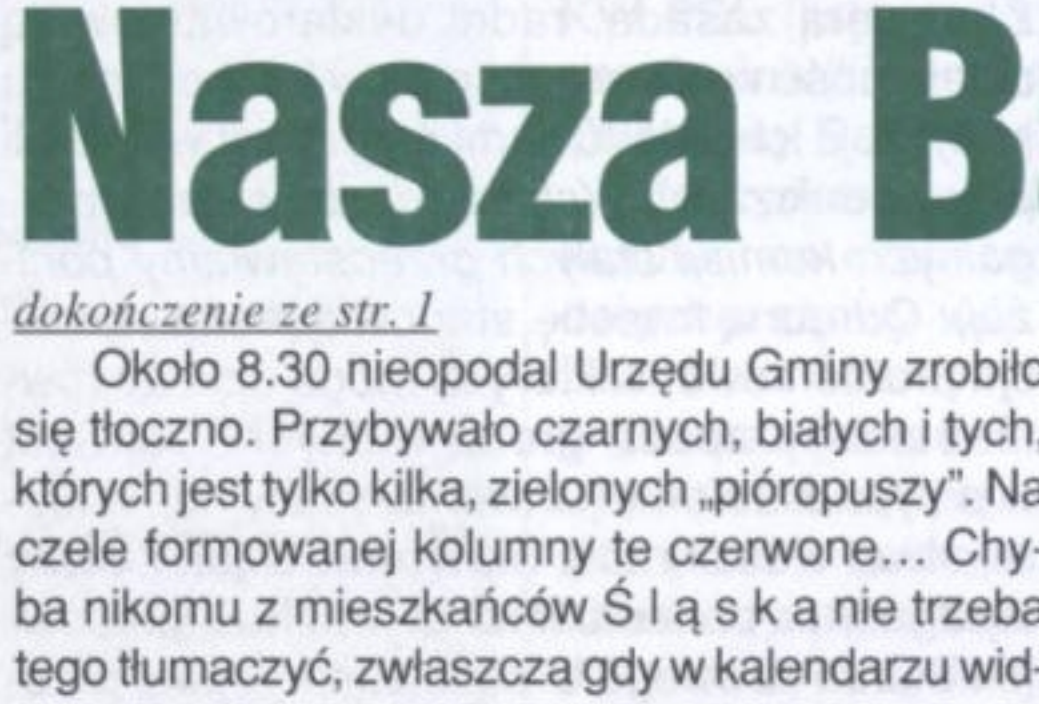 Nasza B
dokończenie ze str. 1
Około 8.30 nieopodal Urzędu Gminy zrobiło
się tłoczno. Przybywało czarnych, białych i tych,
których jest tylko kilka, zielonych „pióropuszy”. Na
czele formowanej kolumny te czerwone... Chy-
ba nikomu z mieszkańców Ś l ą s k a nie trzeba
tego tłumaczyć, zwłaszcza gdy w kalendarzu wid-